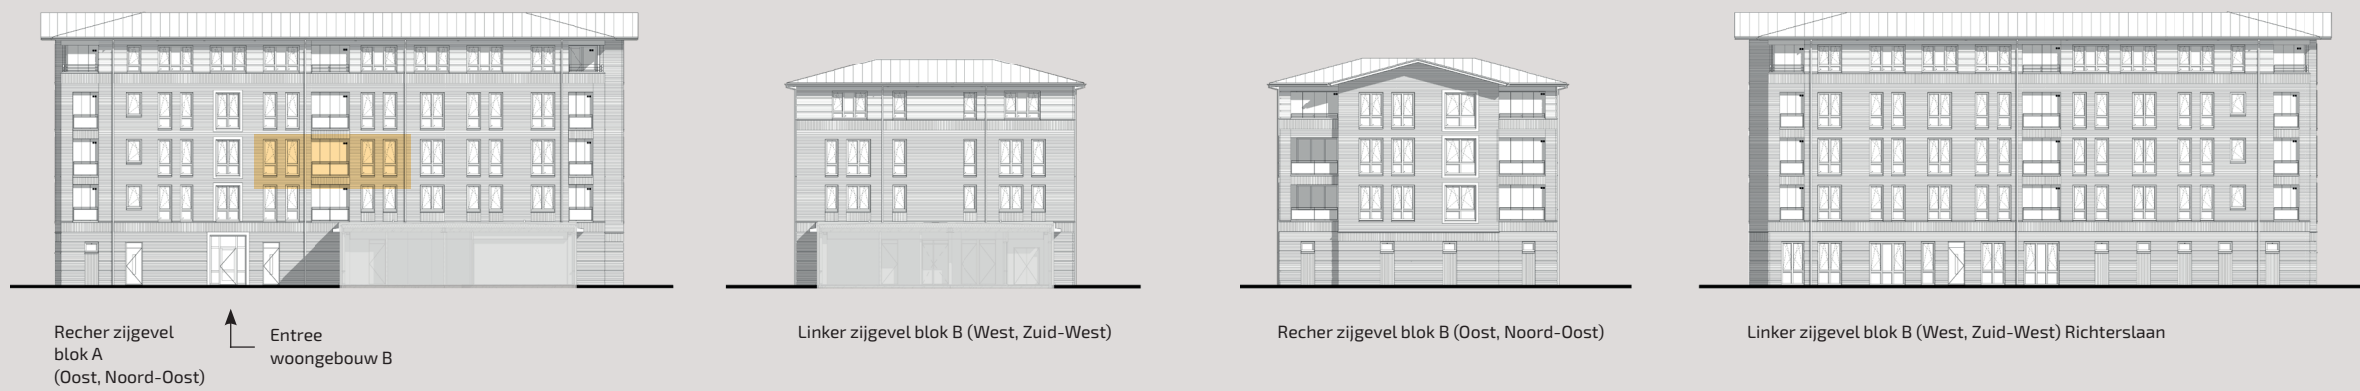 Recher zijgevel
blok A
(Oost, Noord-Oost)
Entree
woongebouw B
Linker zijgevel blok B (West, Zuid-West)
Recher zijgevel blok B (Oost, Noord-Oost)
Linker zijgevel blok B (West, Zuid-West) Richterslaan